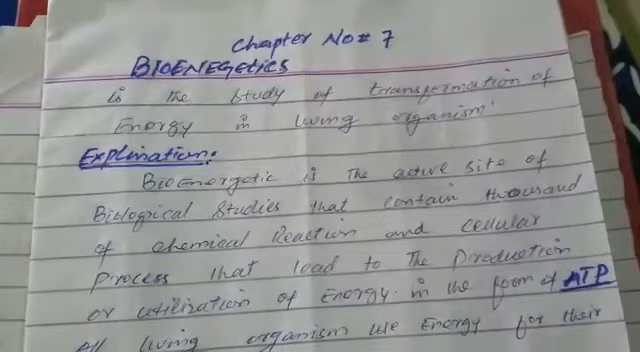 Chapter No# 7
BIOENEGETICS
is the study of transformation of
Energy in living organism'
Explination:
Bioenergetic is the active site of
Biological studies that contain thousand
of chemical Reaction and cellular
Process that lead to The Production
or utilization of Energy. in the form of ATP
All living organism use Energy for their